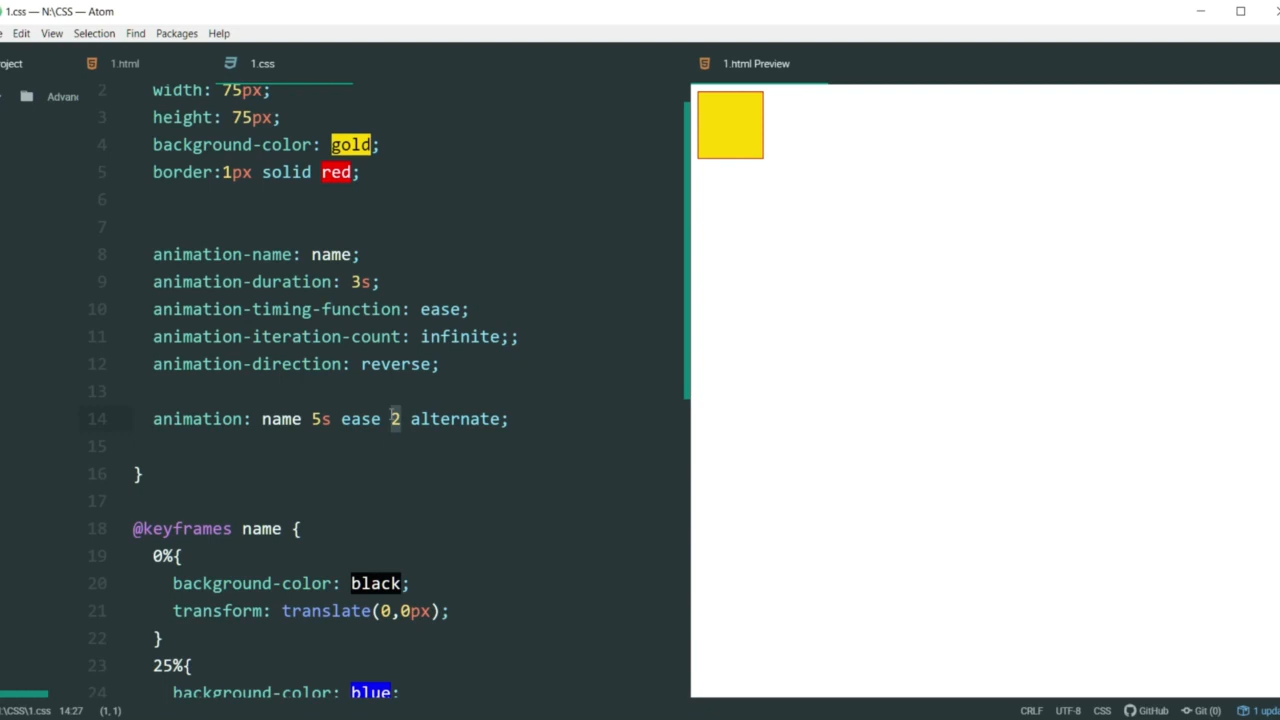 1.css — N:\CSS — Atom
e Edit View Selection Find Packages Help
oject
1.html
1.css
1.html Preview
Advanc
2 width: 75px;
3 height: 75px;
4 background-color: gold;
5 border:1px solid red;
6
7
8 animation-name: name;
9 animation-duration: 3s;
10 animation-timing-function: ease;
11 animation-iteration-count: infinite;;
12 animation-direction: reverse;
13
14 animation: name 5s ease 2 alternate;
15
16 }
17
18 @keyframes name {
19 0%{
20 background-color: black;
21 transform: translate(0,0px);
22 }
23 25%{
24 background-color: blue;
:\CSS\1.css 14:27 (1, 1) CRLF UTF-8 CSS GitHub Git (0) 1 upda